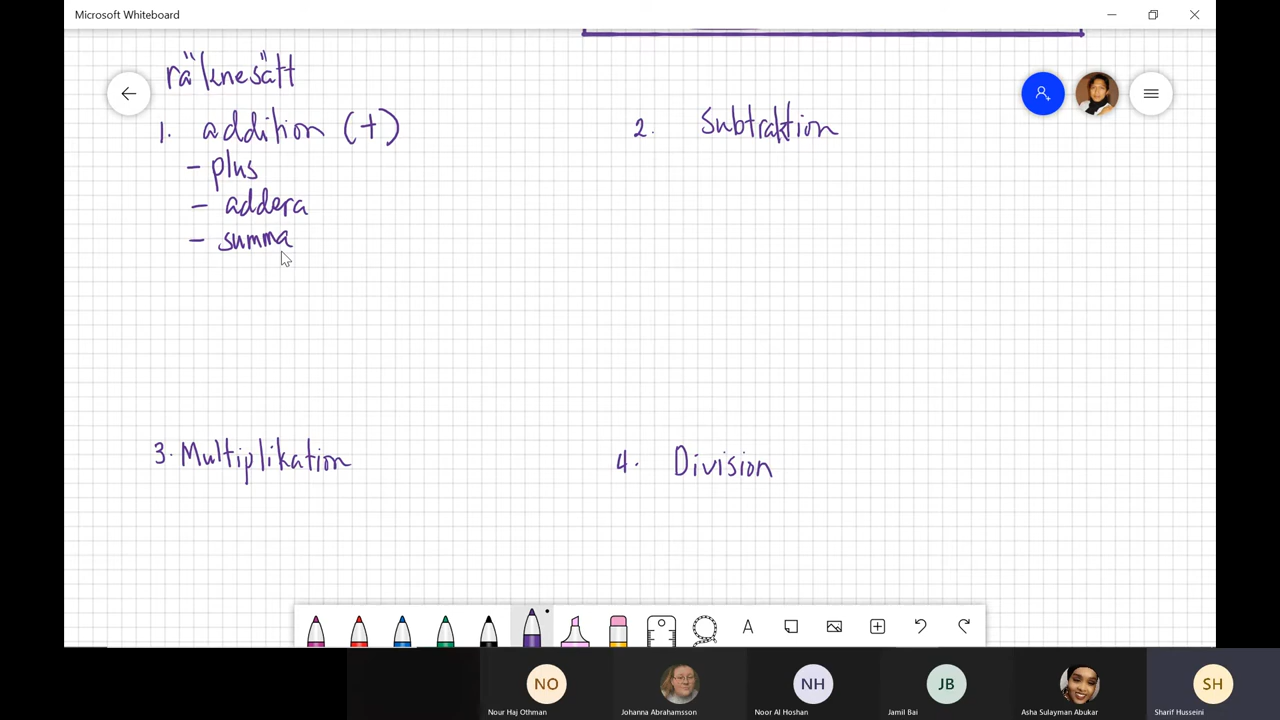 Microsoft Whiteboard
räknesätt
1. addition (+)
- plus
- addera
- summa
2. Subtraktion
3. Multiplikation
4. Division
A
NO
NH
JB
SH
Nour Haj Othman
Johanna Abrahamsson
Noor Al Hoshan
Jamil Bai
Asha Sulayman Abukar
Sharif Husseini